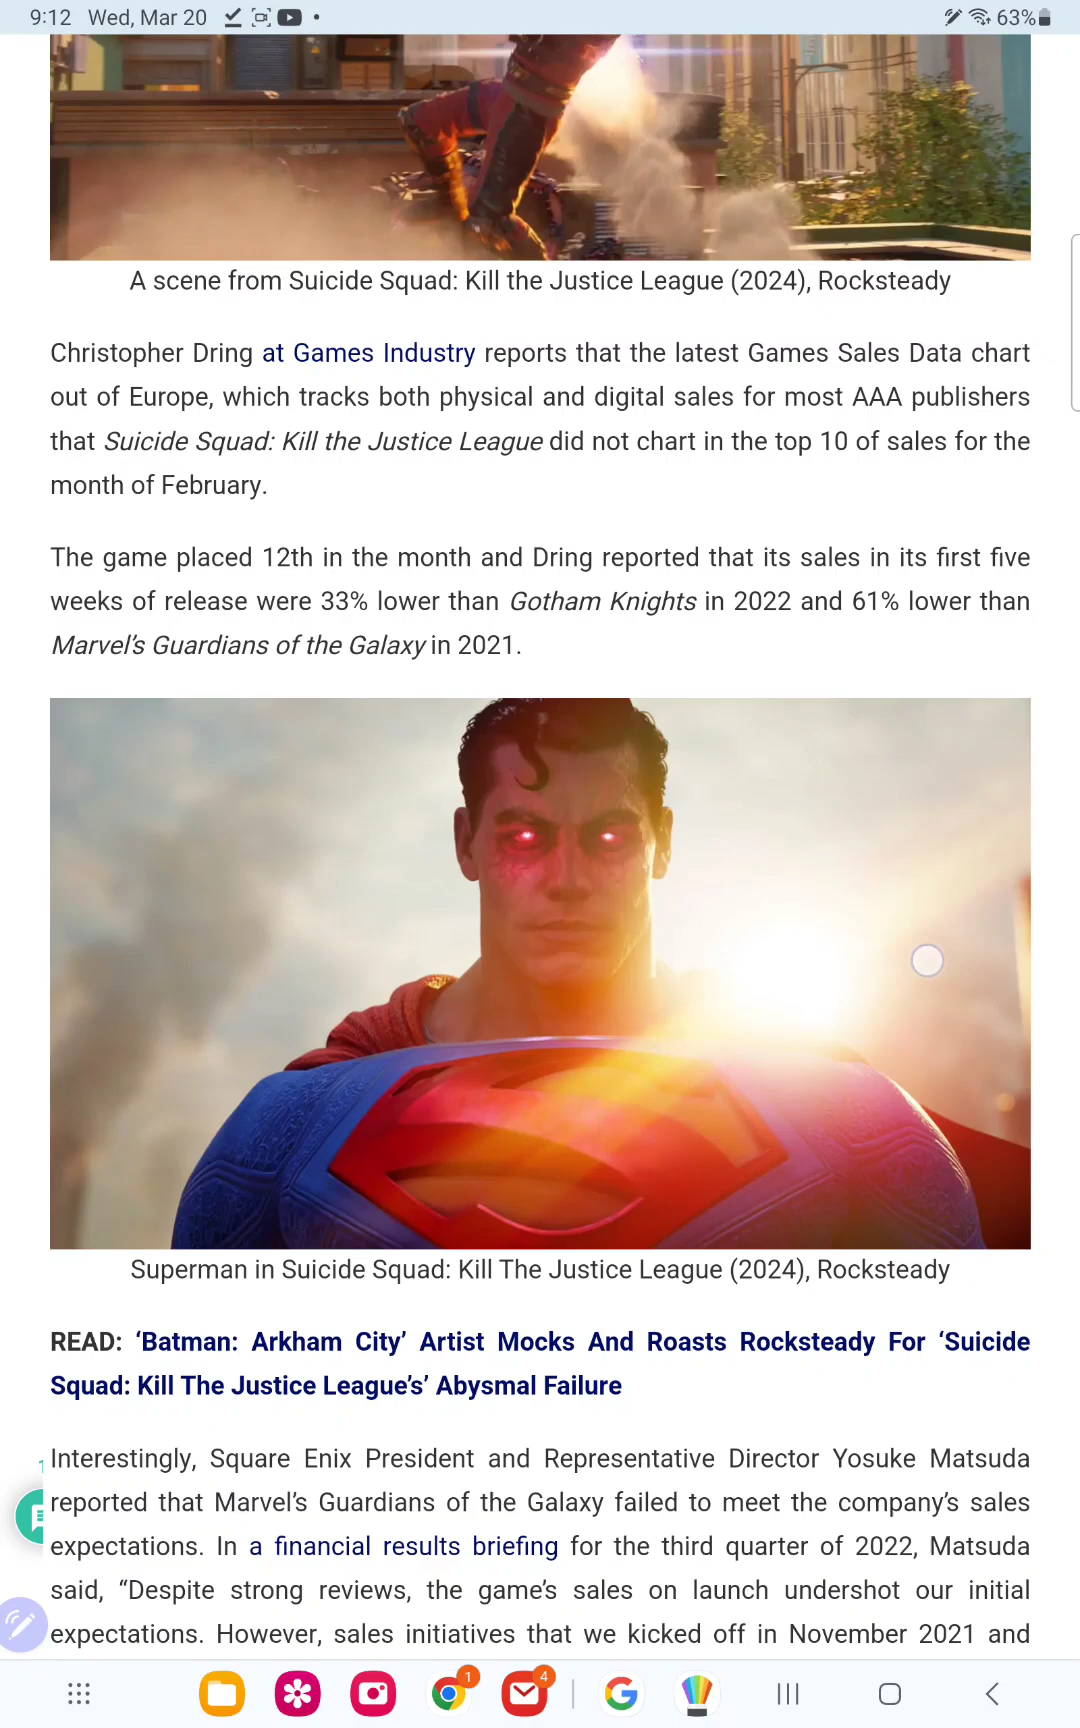 9:12 Wed, Mar 20
63%
A scene from Suicide Squad: Kill the Justice League (2024), Rocksteady
Christopher Dring at Games Industry reports that the latest Games Sales Data chart
out of Europe, which tracks both physical and digital sales for most AAA publishers
that Suicide Squad: Kill the Justice League did not chart in the top 10 of sales for the
month of February.
The game placed 12th in the month and Dring reported that its sales in its first five
weeks of release were 33% lower than Gotham Knights in 2022 and 61% lower than
Marvel's Guardians of the Galaxy in 2021.
Superman in Suicide Squad: Kill The Justice League (2024), Rocksteady
READ: ‘Batman: Arkham City’ Artist Mocks And Roasts Rocksteady For ‘Suicide
Squad: Kill The Justice League’s’ Abysmal Failure
Interestingly, Square Enix President and Representative Director Yosuke Matsuda
reported that Marvel’s Guardians of the Galaxy failed to meet the company’s sales
expectations. In a financial results briefing for the third quarter of 2022, Matsuda
said, “Despite strong reviews, the game’s sales on launch undershot our initial
expectations. However, sales initiatives that we kicked off in November 2021 and
1
4